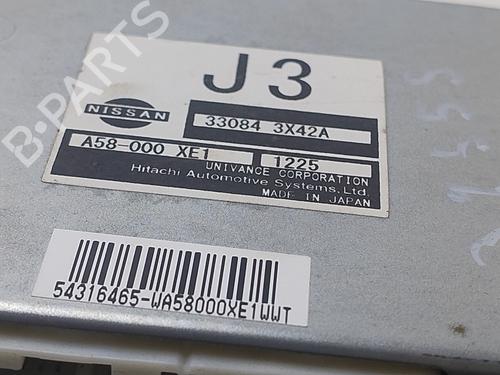 J3
NISSAN
33084 3X42A
A58-000 XE1
1225
UNIVANCE CORPORATION
Hitachi Automotive Systems, Ltd.
MADE IN JAPAN
54316465-WA58000XE1WWT
B-PARTS